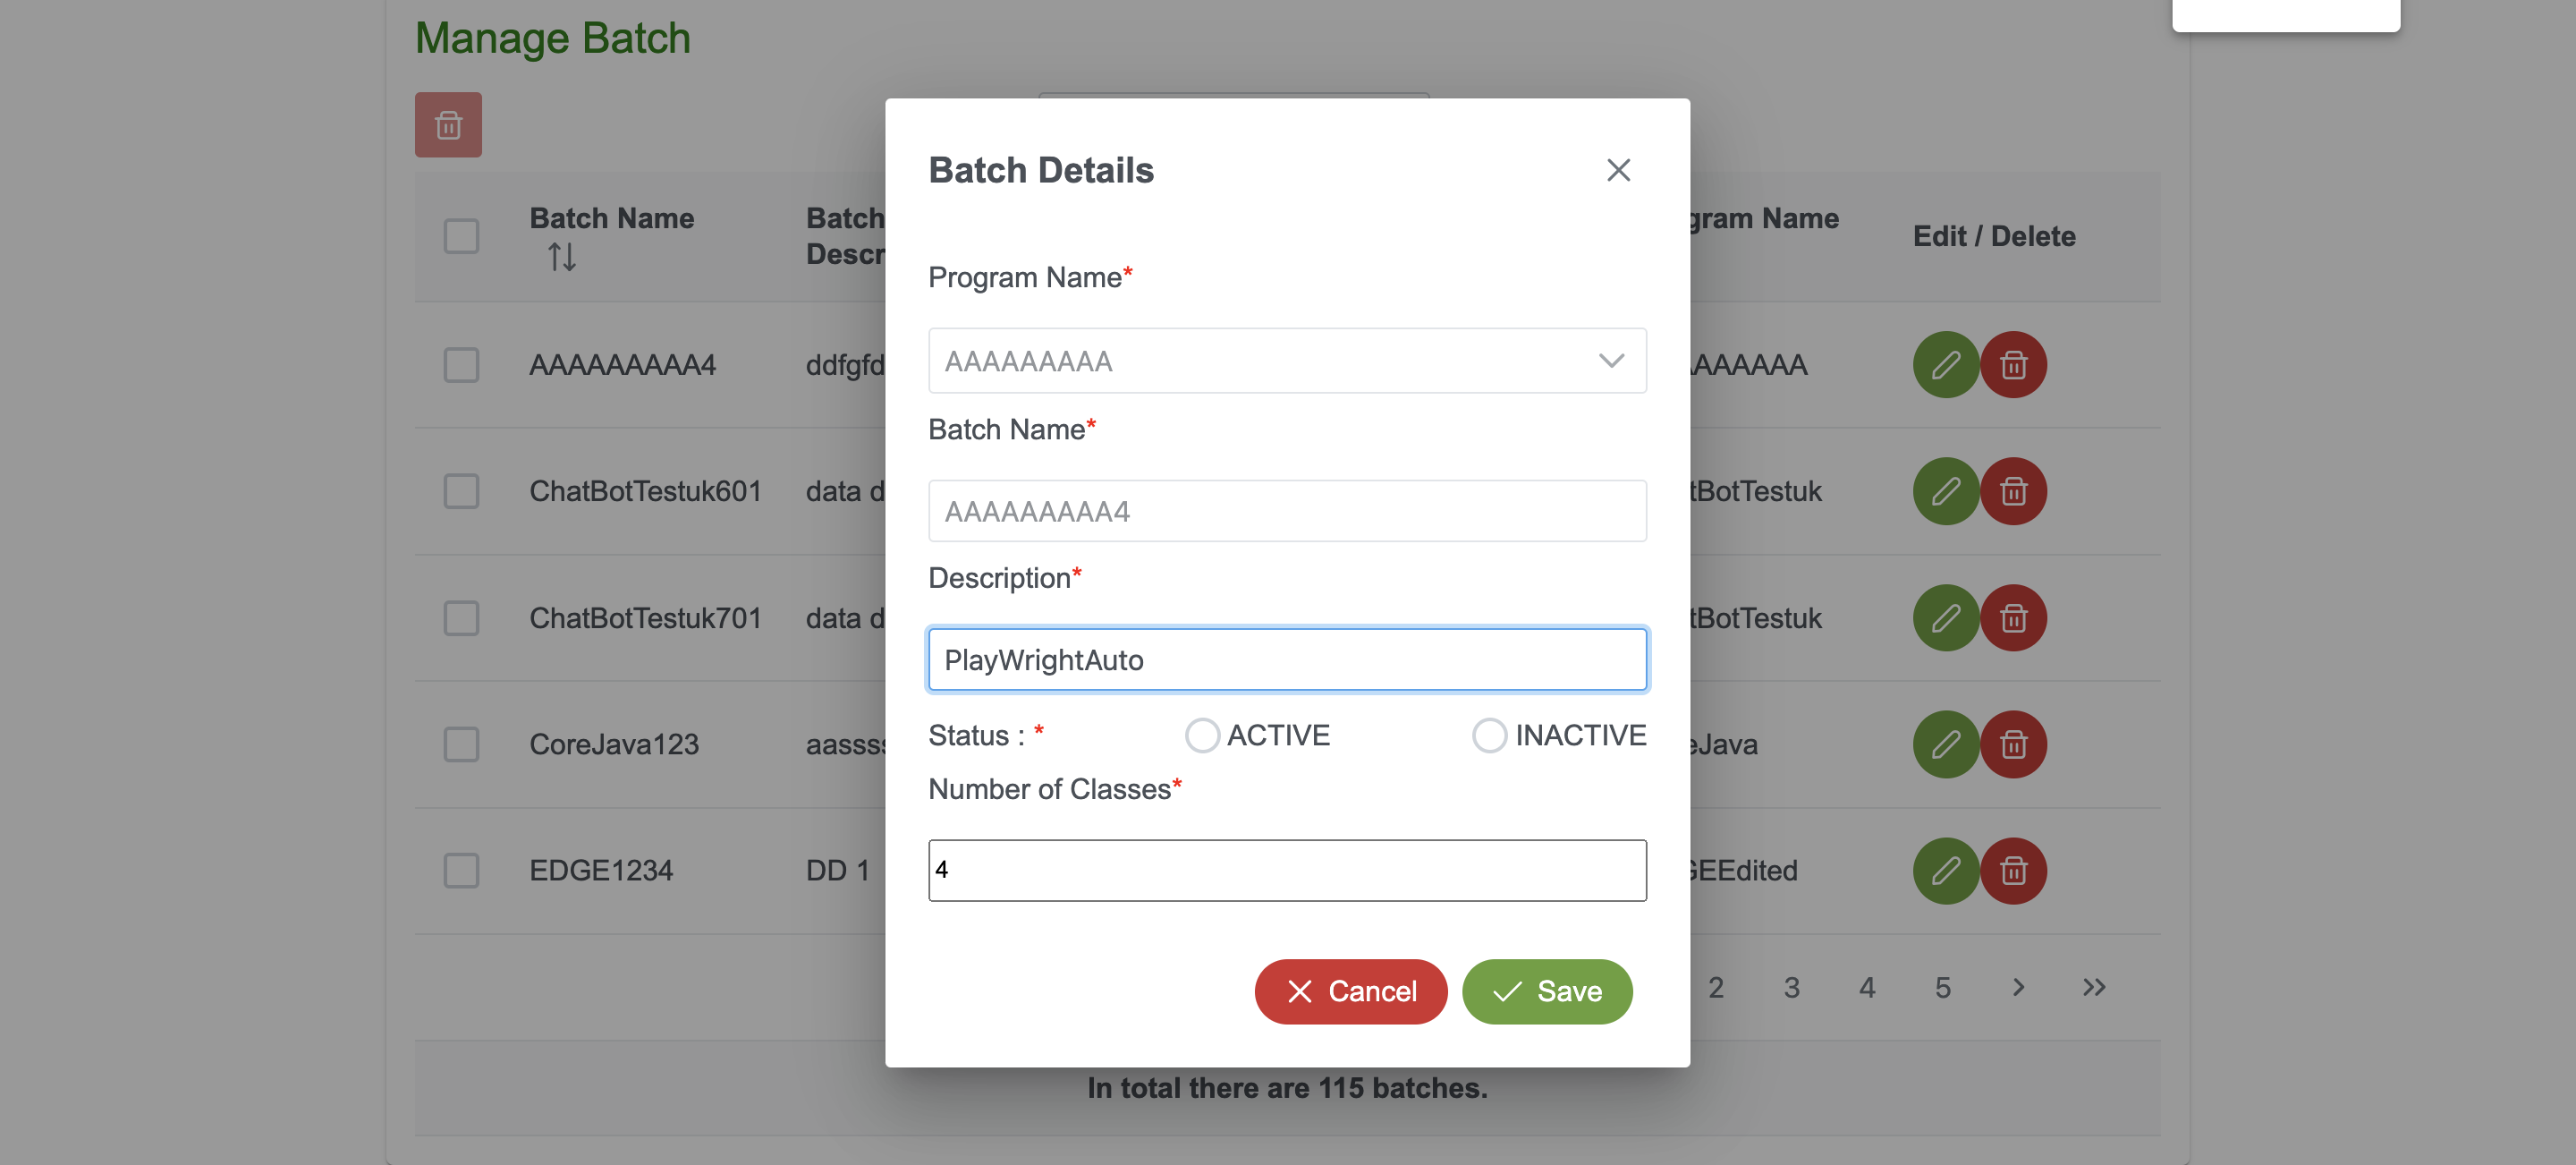 Manage Batch
Batch Details
Batch Name
Batch
Descr
gram Name
Edit / Delete
Program Name*
AAAAAAAAA
Batch Name*
AAAAAAAAA4
Description*
PlayWrightAuto
Status : * ACTIVE INACTIVE
Number of Classes*
4
Cancel Save
AAAAAAAAA4 ddfgfd AAAAAA
ChatBotTestuk601 data d tBotTestuk
ChatBotTestuk701 data d tBotTestuk
CoreJava123 aasss eJava
EDGE1234 DD 1 GEEdited
2 3 4 5 > >>
In total there are 115 batches.